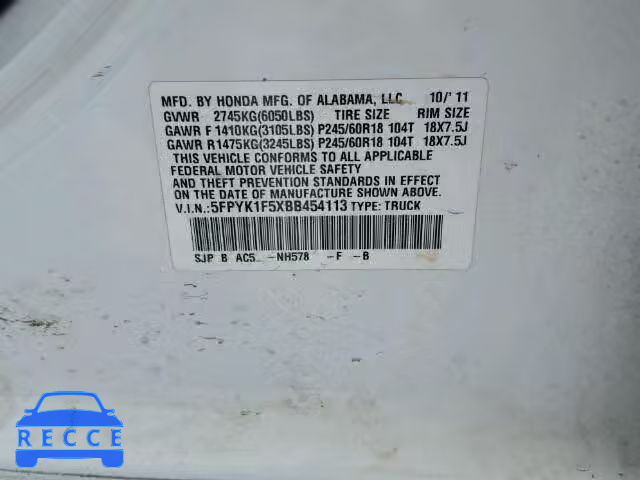 MFD. BY HONDA MFG. OF ALABAMA, LLC 10/'11
GVWR 2745KG(6050LBS) TIRE SIZE RIM SIZE
GAWR F 1410KG(3105LBS) P245/60R18 104T 18X7.5J
GAWR R1475KG(3245LBS) P245/60R18 104T 18X7.5J
THIS VEHICLE CONFORMS TO ALL APPLICABLE
FEDERAL MOTOR VEHICLE SAFETY
AND THEFT PREVENTION STANDARDS IN EFFECT
ON THE DATE OF MANUFACTURE SHOWN ABOVE.
V.I.N.:5FPYK1F5XBB454113 TYPE: TRUCK
SJP B AC5 -NH578 -F -B
RECCE